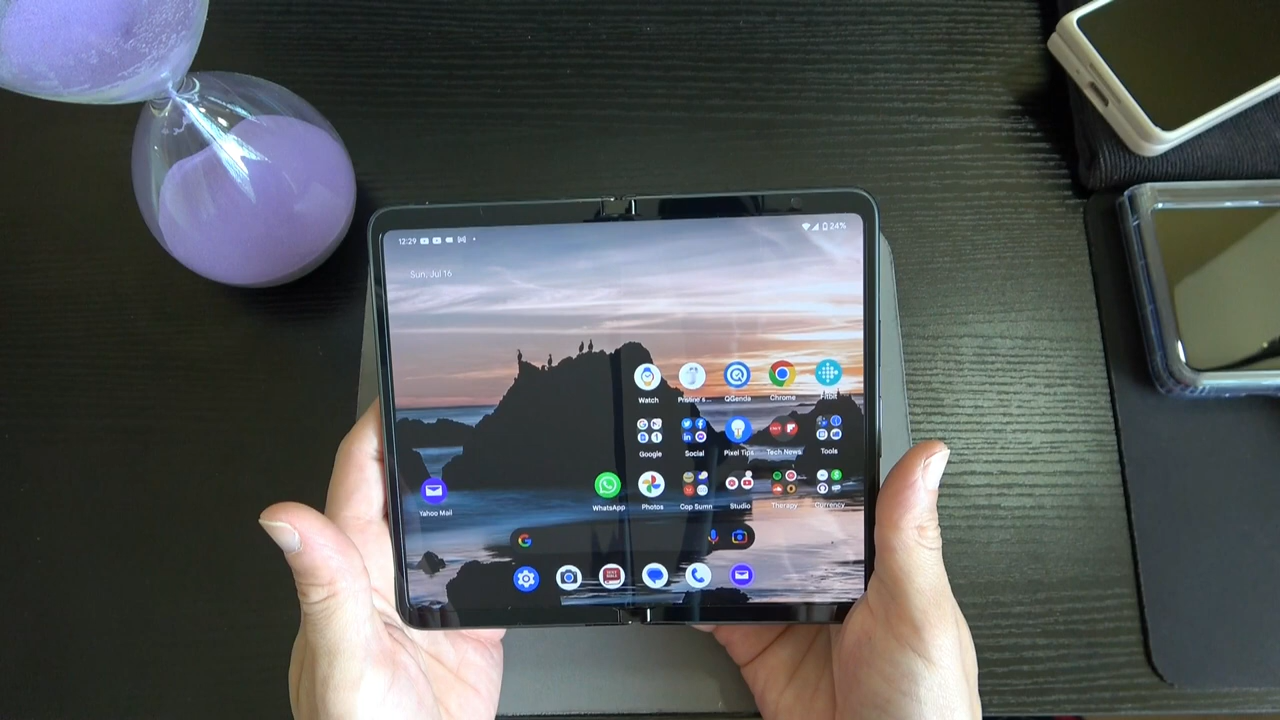 12:29
24%
Sun, Jul 16
Watch
Pristine's...
QGenda
Chrome
Fitbit
Google
Social
Pixel Tips
Tech News
Tools
Yahoo Mail
WhatsApp
Photos
Cop Sumn
Studio
Therapy
Currency